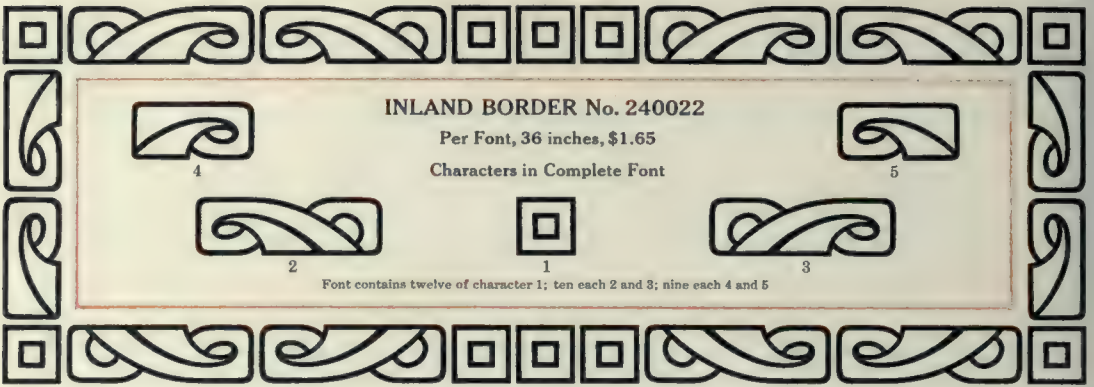 INLAND BORDER No. 240022
Per Font, 36 inches, $1.65
Characters in Complete Font
4
5
2
1
3
Font contains twelve of character 1; ten each 2 and 3; nine each 4 and 5